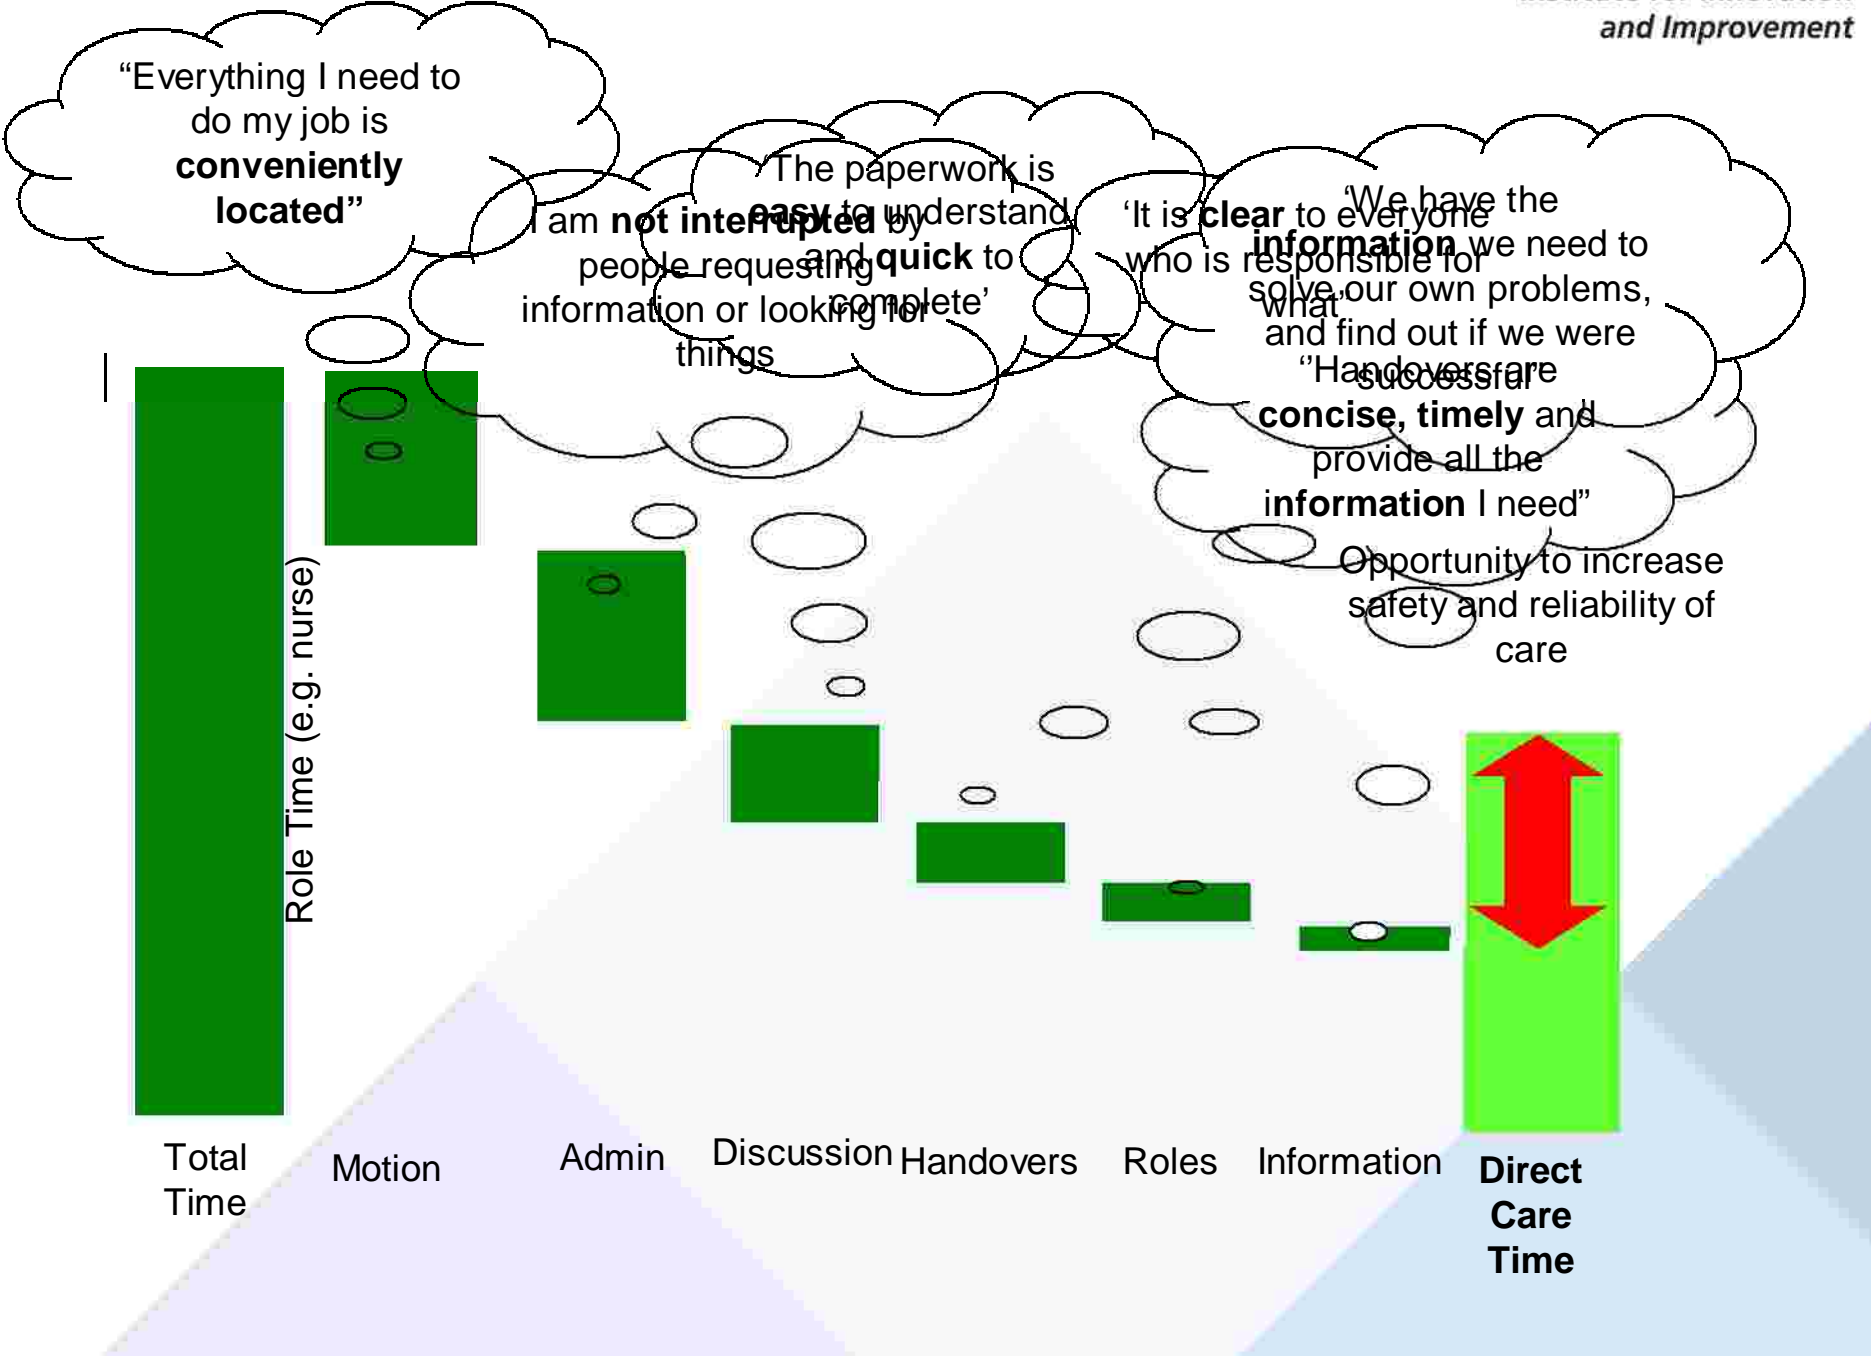 and Improvement
“Everything I need to
do my job is
conveniently
located”
I am not interrupted by
people requesting
information or looking for
things
‘The paperwork is
easy to understand
and quick to
complete’
‘It is clear to everyone
who is responsible for
what”
‘We have the
information we need to
solve our own problems,
and find out if we were
successful”
‘’Handovers are
concise, timely and
provide all the
information I need”
Opportunity to increase
safety and reliability of
care
Role Time (e.g. nurse)
Total
Time
Motion
Admin
Discussion
Handovers
Roles
Information
Direct
Care
Time